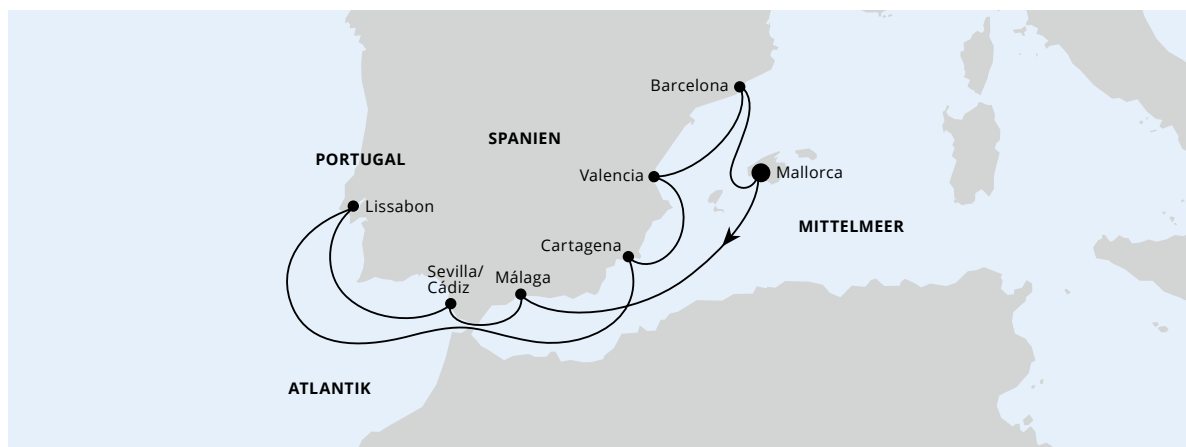 Barcelona
SPANIEN
PORTUGAL
Valencia
Mallorca
Lissabon
MITTELMEER
Cartagena
Sevilla/
Cádiz
Málaga
ATLANTIK